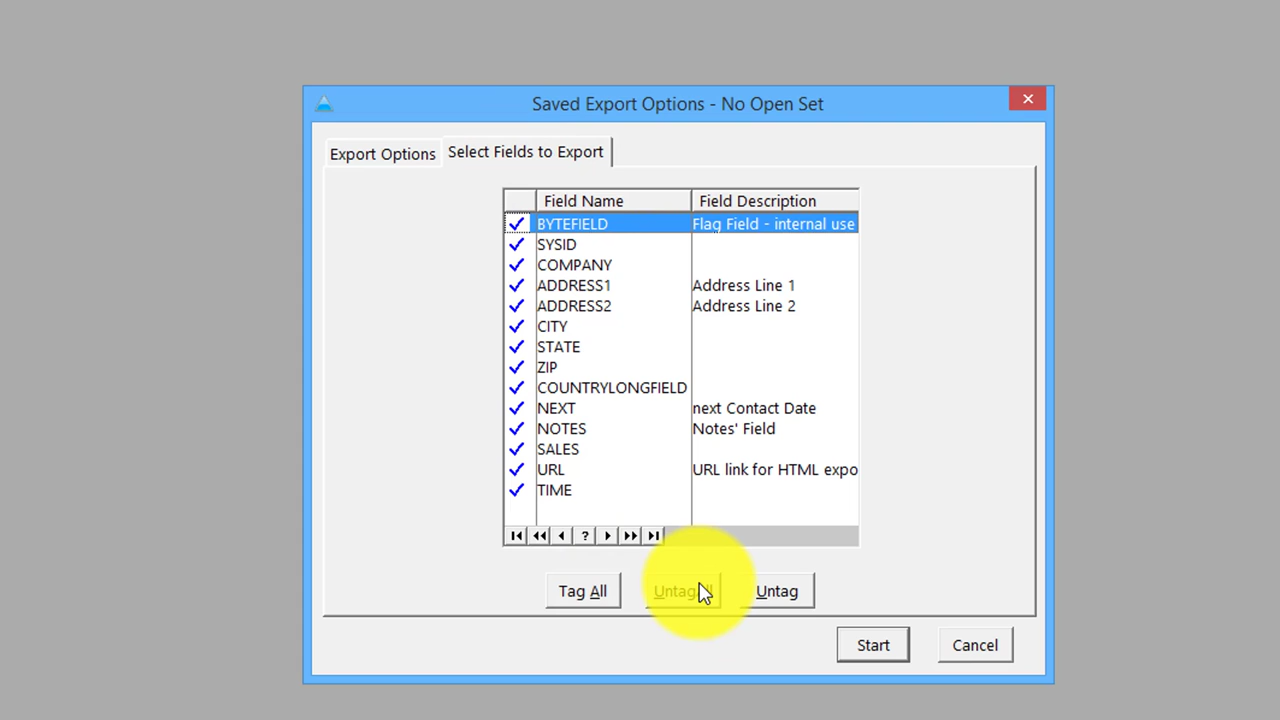 Saved Export Options - No Open Set
Export Options
Select Fields to Export
Field Name Field Description
BYTEFIELD Flag Field - internal use
SYSID
COMPANY
ADDRESS1 Address Line 1
ADDRESS2 Address Line 2
CITY
STATE
ZIP
COUNTRYLONGFIELD
NEXT next Contact Date
NOTES Notes' Field
SALES
URL URL link for HTML expo
TIME
?
Tag All Untag All Untag
Start Cancel